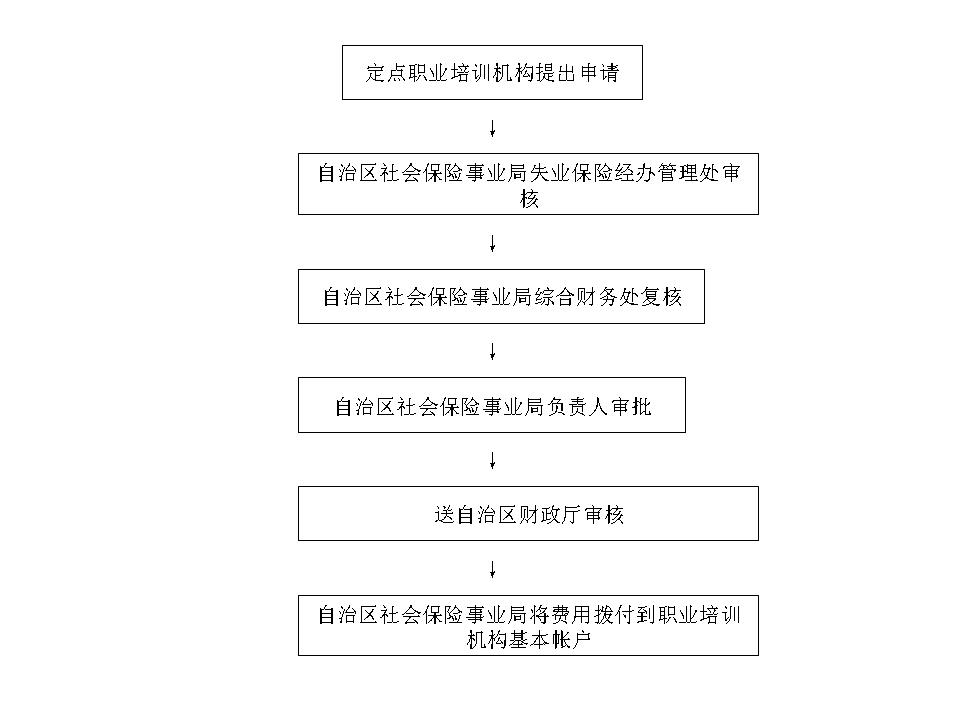 定点职业培训机构提出申请
↓
自治区社会保险事业局失业保险经办管理处审
核
↓
自治区社会保险事业局综合财务处复核
↓
自治区社会保险事业局负责人审批
↓
送自治区财政厅审核
↓
自治区社会保险事业局将费用拨付到职业培训
机构基本帐户